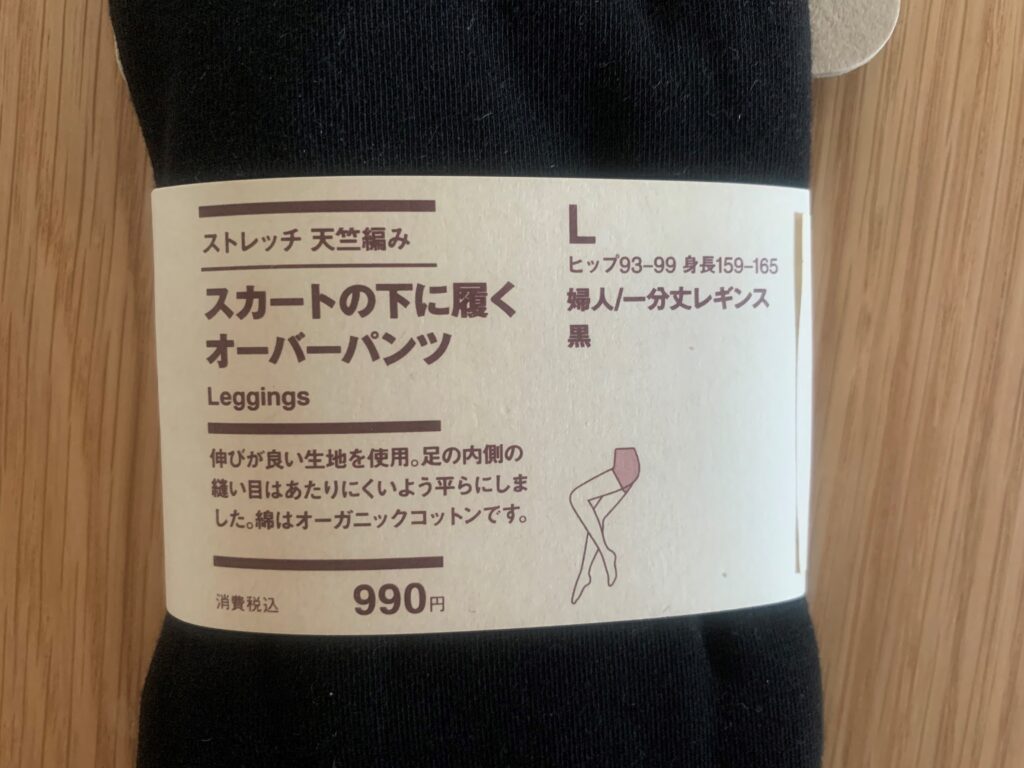 ストレッチ 天竺編み
スカートの下に履く
オーバーパンツ
Leggings
伸びが良い生地を使用。足の内側の
縫い目はあたりにくいよう平らにしま
した。綿はオーガニックコットンです。
消費税込 990円
L
ヒップ93-99 身長159-165
婦人/一分丈レギンス
黒